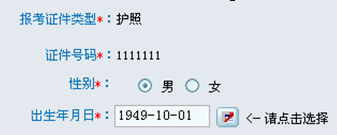 报考证件类型*：护照
证件号码*：1111111
性别*： 男 女
出生年月日*：1949-10-01 <-请点击选择